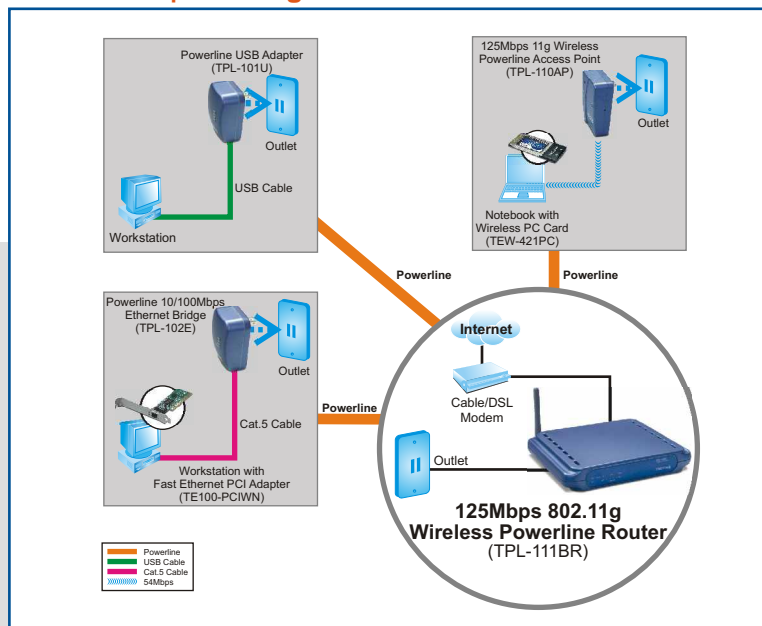 Powerline USB Adapter
(TPL-101U)
Outlet
USB Cable
Workstation
125Mbps 11g Wireless
Powerline Access Point
(TPL-110AP)
Outlet
Notebook with
Wireless PC Card
(TEW-421PC)
Powerline
Powerline
Powerline 10/100Mbps
Ethernet Bridge
(TPL-102E)
Outlet
Cat.5 Cable
Workstation with
Fast Ethernet PCI Adapter
(TE100-PCIWN)
Powerline
Internet
Cable/DSL
Modem
Outlet
125Mbps 802.11g
Wireless Powerline Router
(TPL-111BR)
Powerline
USB Cable
Cat.5 Cable
54Mbps